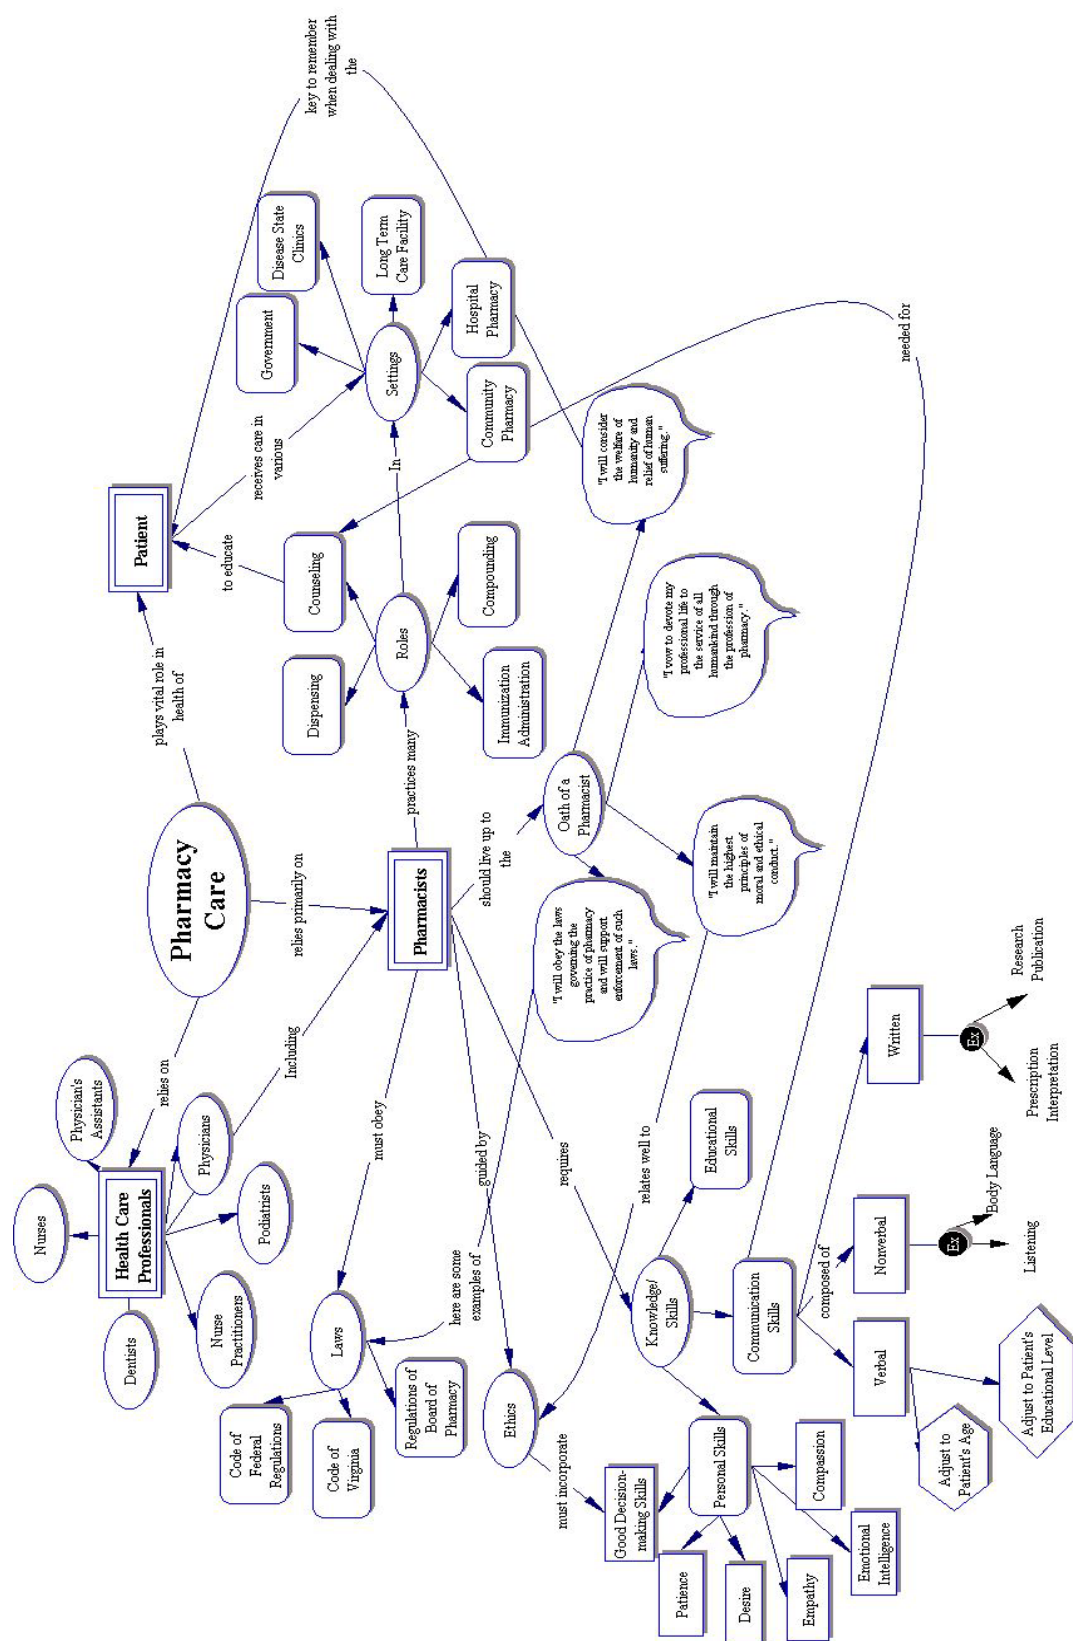 Pharmacy
Care
relies on
relies primarily on
plays vital role in
health of
Patient
receives care in
various
to educate
key to remember
when dealing with
the
Health Care
Professionals
Dentists
Nurses
Physician's
Assistants
Physicians
Podiatrists
Nurse
Practitioners
Including
Pharmacists
practices many
Roles
Dispensing
Counseling
Immunization
Administration
Compounding
In
Settings
Government
Disease State
Clinics
Long Term
Care Facility
Hospital
Pharmacy
Community
Pharmacy
needed for
must obey
Laws
Code of
Federal
Regulations
Code of
Virginia
Regulations of
Board of
Pharmacy
here are some
examples of
guided by
Ethics
must incorporate
relates well to
should live up to
the
Oath of a
Pharmacist
"I will obey the laws
governing the
practice of pharmacy
and will support
enforcement of such
laws."
"I will maintain
the highest
principles of
moral and ethical
conduct."
"I vow to devote my
professional life to
the service of all
humankind through
the profession of
pharmacy."
"I will consider
the welfare of
humanity and
relief of human
suffering."
requires
Knowledge/
Skills
Educational
Skills
Personal Skills
Good Decision-
making Skills
Patience
Desire
Empathy
Emotional
Intelligence
Compassion
Communication
Skills
composed of
Verbal
Adjust to
Patient's Age
Adjust to Patient's
Educational Level
Nonverbal
Ex
Listening
Body Language
Written
Ex
Prescription
Interpretation
Research
Publication